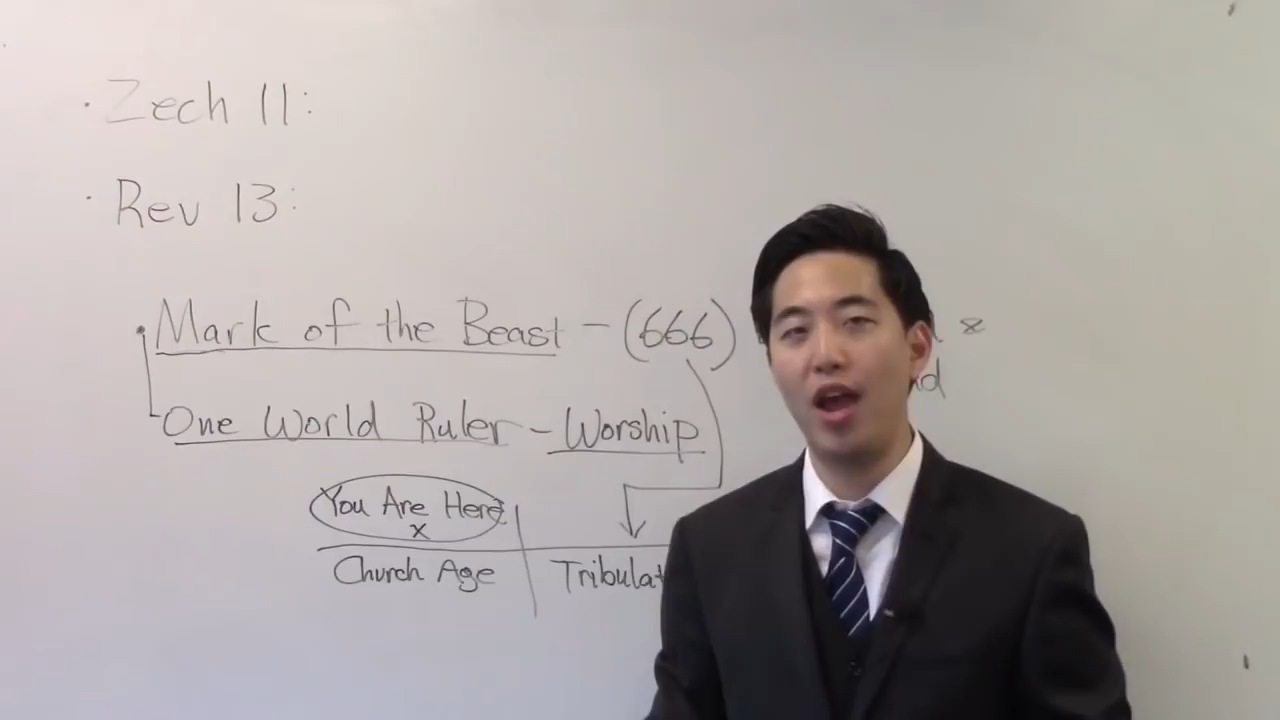 · Zech 11:
· Rev 13:
· Mark of the Beast - (666)
One World Ruler - Worship
You Are Here
x
Church Age